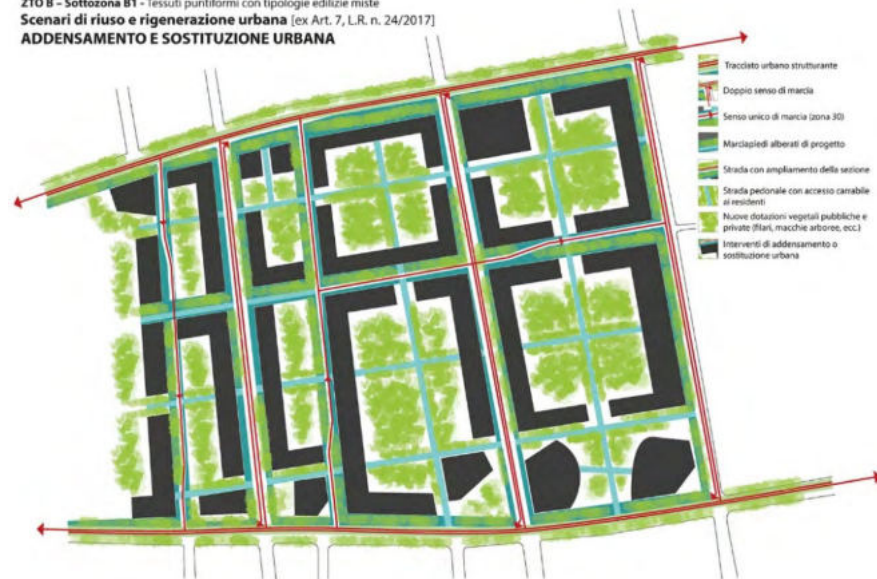 ZTO B – Sottozona B1 - Tessuti puntiformi con tipologie edilizie miste
Scenari di riuso e rigenerazione urbana [ex Art. 7, L.R. n. 24/2017]
ADDENSAMENTO E SOSTITUZIONE URBANA
Tracciato urbano strutturante
Doppio senso di marcia
Senso unico di marcia (zona 30)
Marciapiedi alberati di progetto
Strada con ampliamento della sezione
Strada pedonale con accesso carrabile
ai residenti
Nuove dotazioni vegetali pubbliche e
private (filari, macchie arboree, ecc.)
Interventi di addensamento o
sostituzione urbana